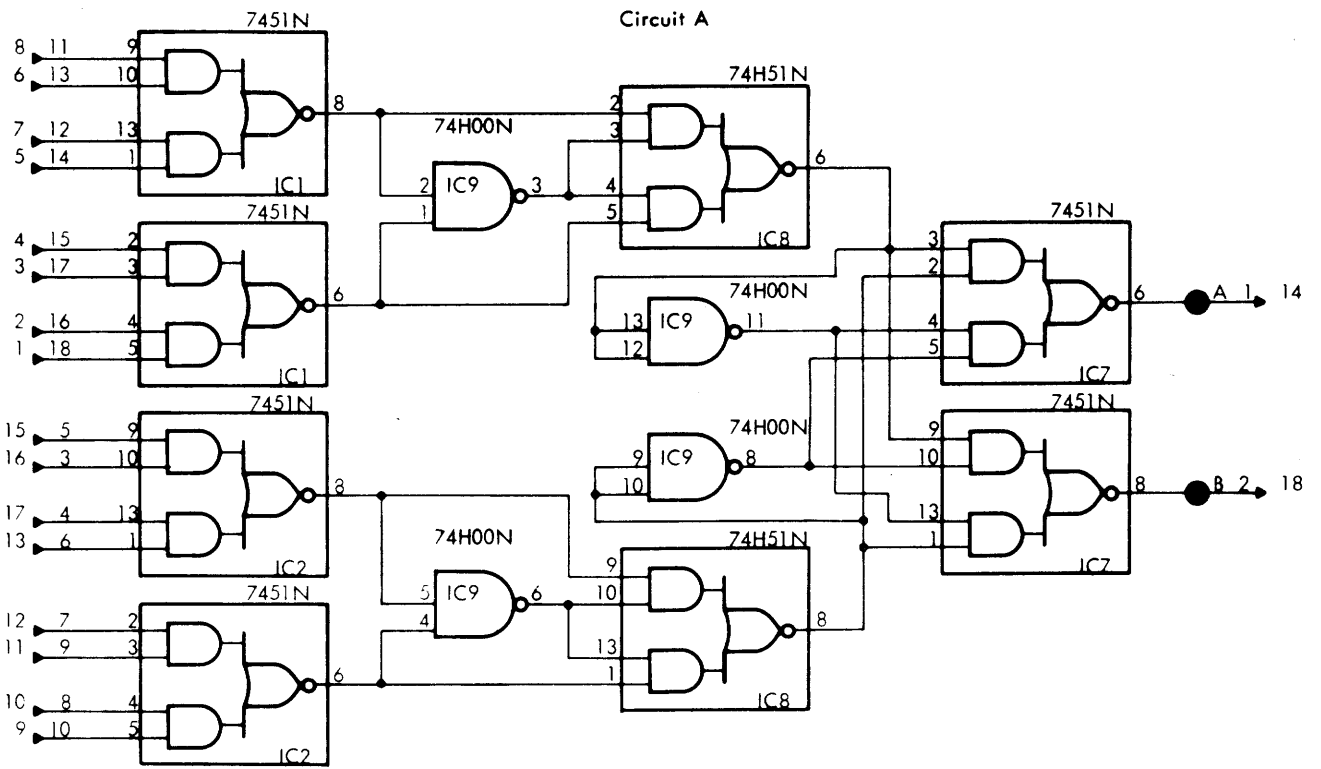 Circuit A
7451N
8 11 9
6 13 10
7 12 13
5 14 1
8
IC1
7451N
4 15 2
3 17 3
2 16 4
1 18 5
6
IC1
7451N
15 5 9
16 3 10
17 4 13
13 6 1
8
IC2
7451N
12 7 2
11 9 3
10 8 4
9 10 5
6
IC2
74H00N
2 IC9 3
1
74H00N
5 IC9 6
4
74H51N
2
3
4
5
6
IC8
74H00N
13 IC9 11
12
74H00N
9 IC9 8
10
74H51N
9
10
13
1
8
IC8
7451N
3
2
4
5
6 A 1 14
IC7
7451N
9
10
13
1
8 B 2 18
IC7